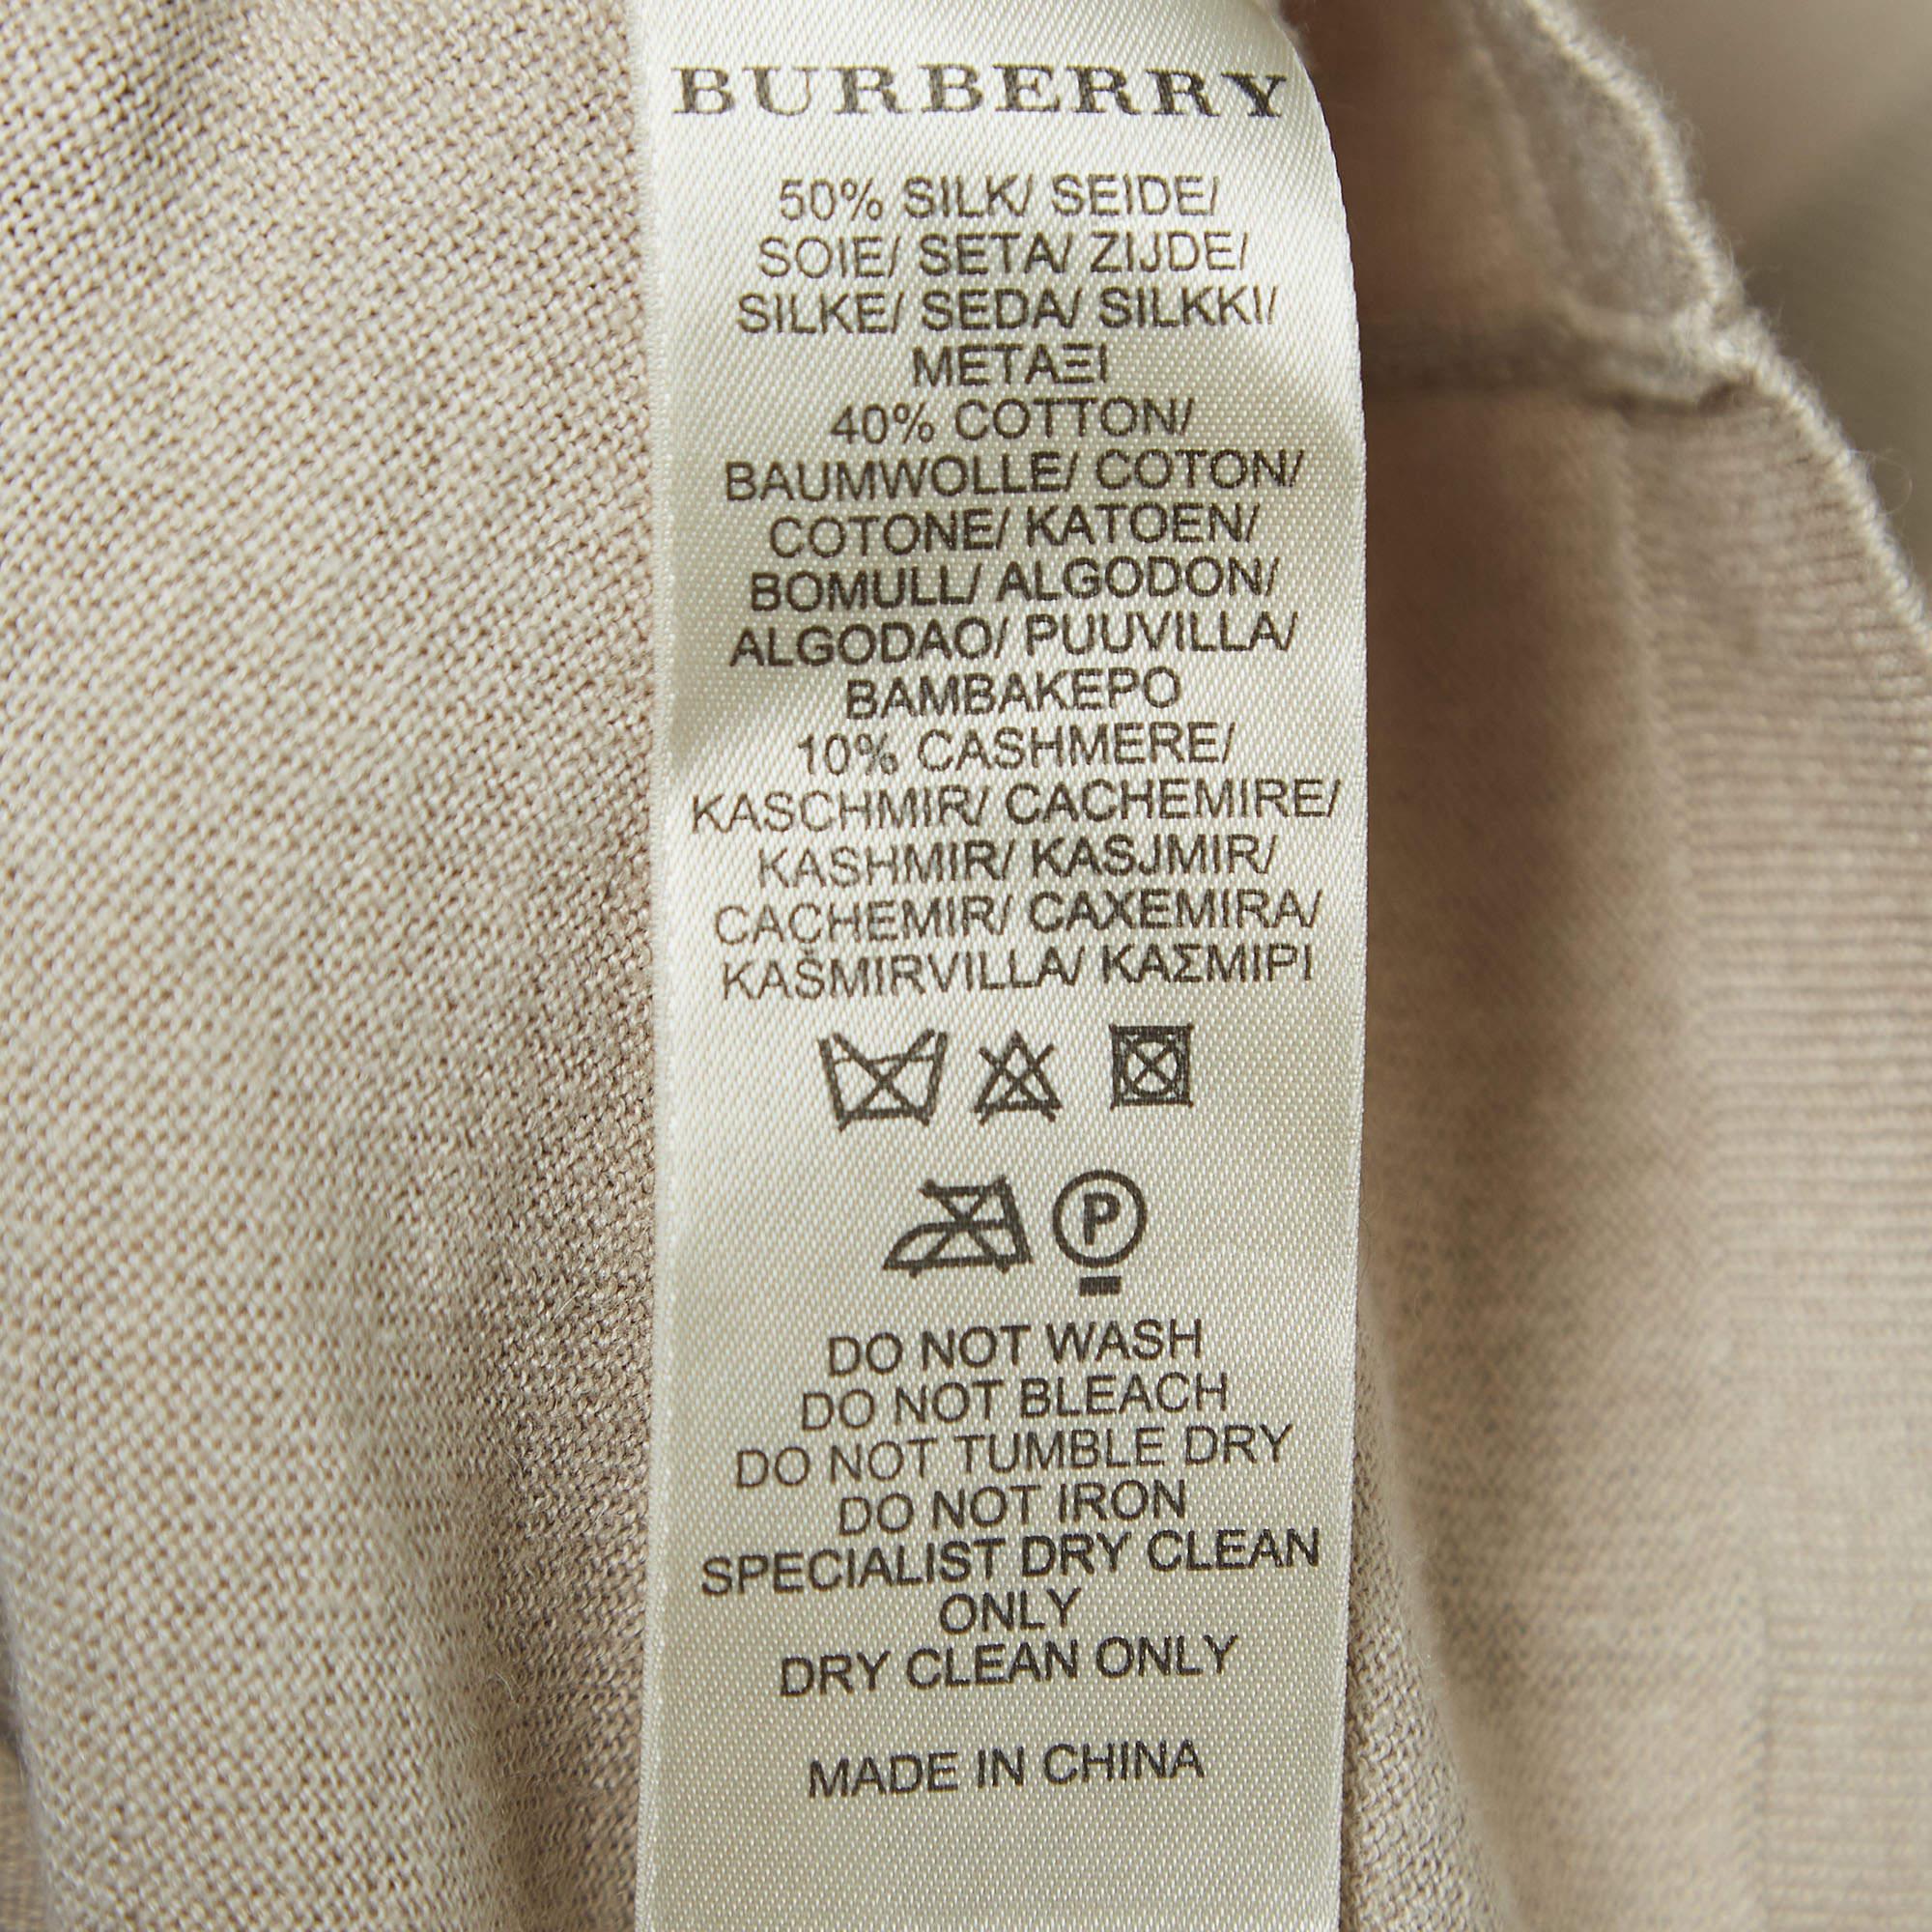 BURBERRY
50% SILK/ SEIDE/
SOIE/ SETA/ ZIJDE/
SILKE/ SEDA/ SILKKI/
ΜΕΤΑΞΙ
40% COTTON/
BAUMWOLLE/ COTON/
COTONE/ KATOEN/
BOMULL/ ALGODON/
ALGODAO/ PUUVILLA/
ΒΑΜΒΑΚΕΡΟ
10% CASHMERE/
KASCHMIR/ CACHEMIRE/
KASHMIR/ KASJMIR/
CACHEMIR/ CAXEMIRA/
KAŠMIRVILLA/ ΚΑΣΜΙΡΙ
P
DO NOT WASH
DO NOT BLEACH
DO NOT TUMBLE DRY
DO NOT IRON
SPECIALIST DRY CLEAN
ONLY
DRY CLEAN ONLY
MADE IN CHINA